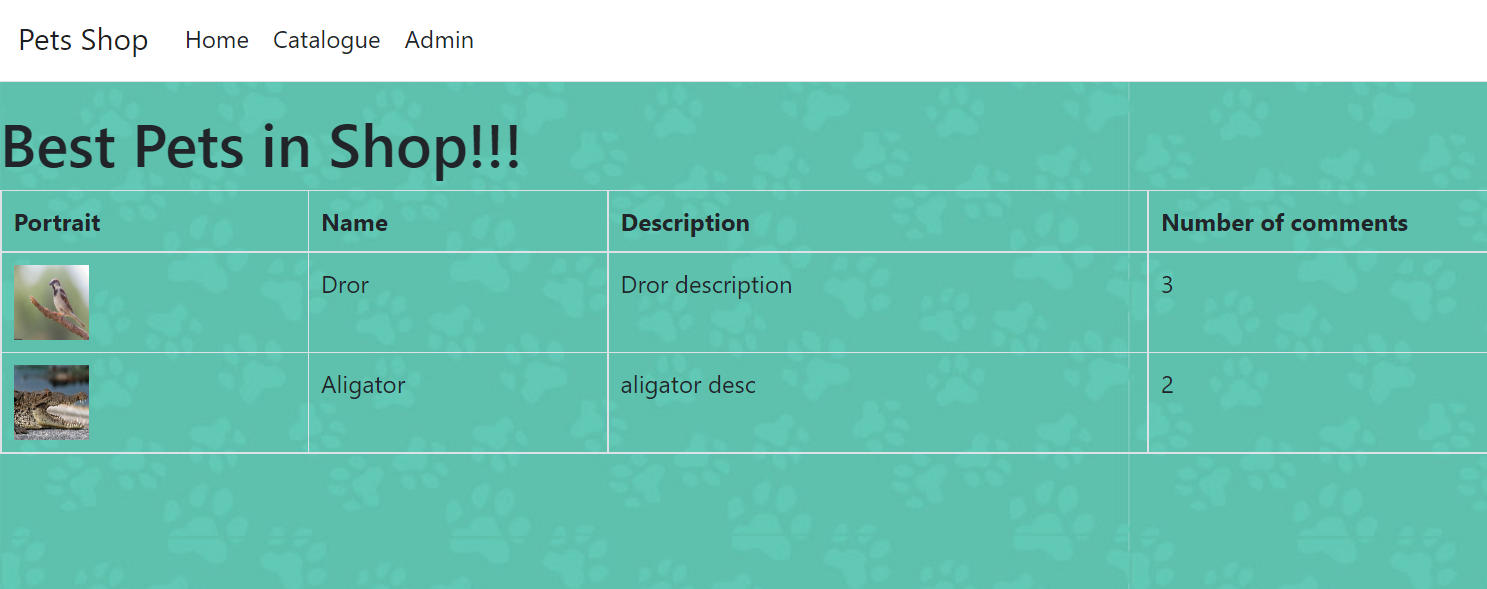 Pets Shop Home Catalogue Admin
Best Pets in Shop!!!
Portrait Name Description Number of comments
Dror Dror description 3
Aligator aligator desc 2